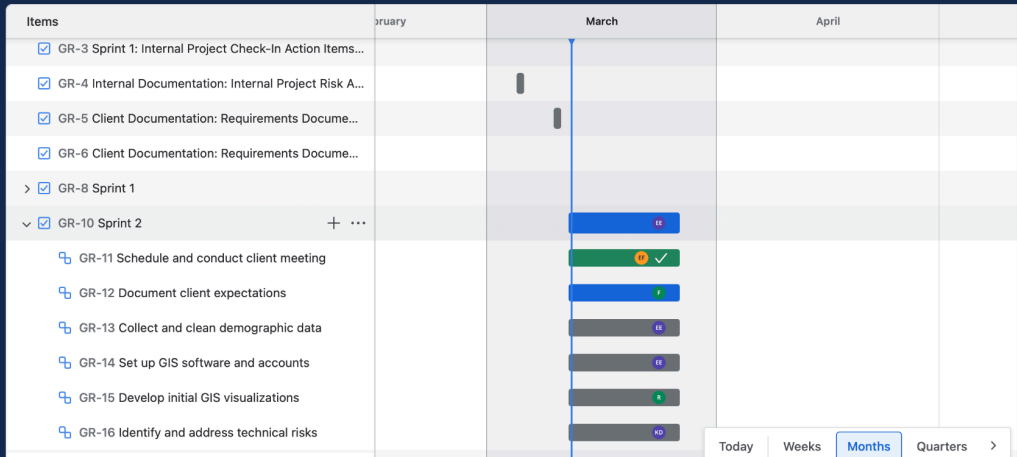 Items
bruary
March
April
GR-3 Sprint 1: Internal Project Check-In Action Items...
GR-4 Internal Documentation: Internal Project Risk A...
GR-5 Client Documentation: Requirements Docume...
GR-6 Client Documentation: Requirements Docume...
GR-8 Sprint 1
GR-10 Sprint 2
EE
GR-11 Schedule and conduct client meeting
EF
GR-12 Document client expectations
F
GR-13 Collect and clean demographic data
EE
GR-14 Set up GIS software and accounts
EE
GR-15 Develop initial GIS visualizations
R
GR-16 Identify and address technical risks
KD
Today Weeks Months Quarters